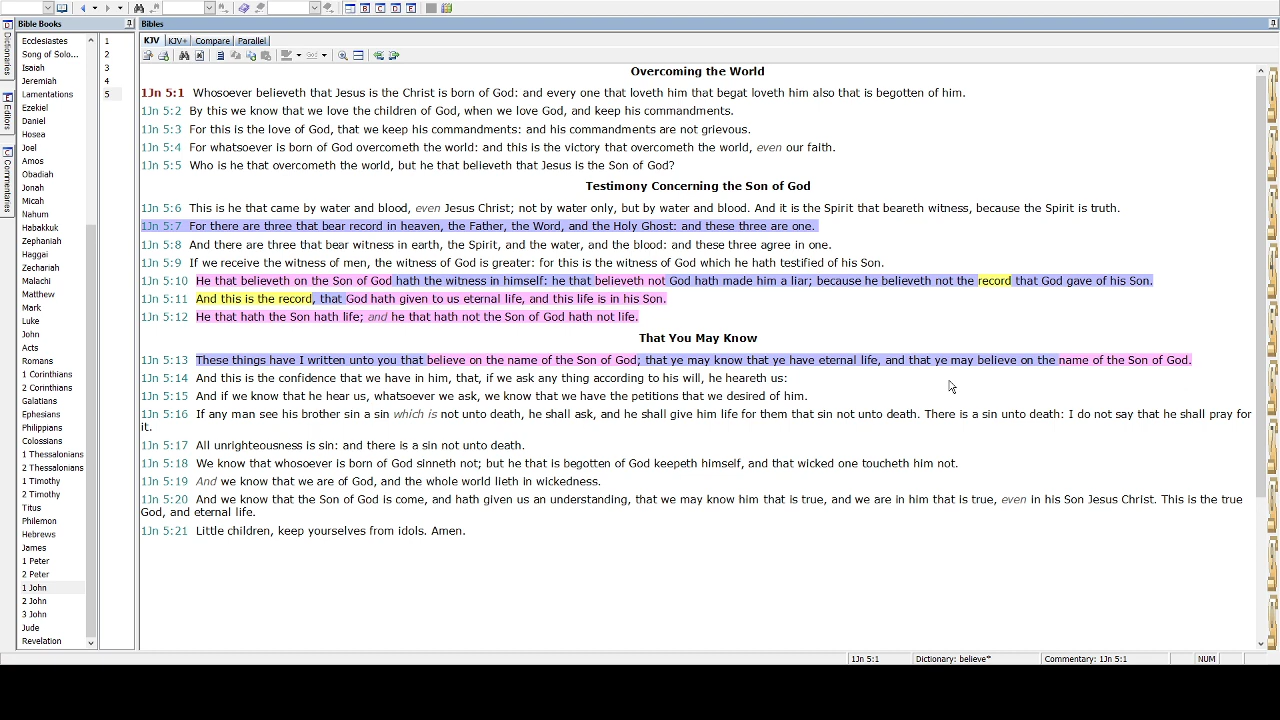 Bible Books
Bibles
Dictionaries
Editors
Commentaries
Ecclesiastes
Song of Solo...
Isaiah
Jeremiah
Lamentations
Ezekiel
Daniel
Hosea
Joel
Amos
Obadiah
Jonah
Micah
Nahum
Habakkuk
Zephaniah
Haggai
Zechariah
Malachi
Matthew
Mark
Luke
John
Acts
Romans
1 Corinthians
2 Corinthians
Galatians
Ephesians
Philippians
Colossians
1 Thessalonians
2 Thessalonians
1 Timothy
2 Timothy
Titus
Philemon
Hebrews
James
1 Peter
2 Peter
1 John
2 John
3 John
Jude
Revelation
1
2
3
4
5
KJV KJV+ Compare Parallel
Overcoming the World
1Jn 5:1 Whosoever believeth that Jesus is the Christ is born of God: and every one that loveth him that begat loveth him also that is begotten of him.
1Jn 5:2 By this we know that we love the children of God, when we love God, and keep his commandments.
1Jn 5:3 For this is the love of God, that we keep his commandments: and his commandments are not grievous.
1Jn 5:4 For whatsoever is born of God overcometh the world: and this is the victory that overcometh the world, even our faith.
1Jn 5:5 Who is he that overcometh the world, but he that believeth that Jesus is the Son of God?
Testimony Concerning the Son of God
1Jn 5:6 This is he that came by water and blood, even Jesus Christ; not by water only, but by water and blood. And it is the Spirit that beareth witness, because the Spirit is truth.
1Jn 5:7 For there are three that bear record in heaven, the Father, the Word, and the Holy Ghost: and these three are one.
1Jn 5:8 And there are three that bear witness in earth, the Spirit, and the water, and the blood: and these three agree in one.
1Jn 5:9 If we receive the witness of men, the witness of God is greater: for this is the witness of God which he hath testified of his Son.
1Jn 5:10 He that believeth on the Son of God hath the witness in himself: he that believeth not God hath made him a liar; because he believeth not the record that God gave of his Son.
1Jn 5:11 And this is the record, that God hath given to us eternal life, and this life is in his Son.
1Jn 5:12 He that hath the Son hath life; and he that hath not the Son of God hath not life.
That You May Know
1Jn 5:13 These things have I written unto you that believe on the name of the Son of God; that ye may know that ye have eternal life, and that ye may believe on the name of the Son of God.
1Jn 5:14 And this is the confidence that we have in him, that, if we ask any thing according to his will, he heareth us:
1Jn 5:15 And if we know that he hear us, whatsoever we ask, we know that we have the petitions that we desired of him.
1Jn 5:16 If any man see his brother sin a sin which is not unto death, he shall ask, and he shall give him life for them that sin not unto death. There is a sin unto death: I do not say that he shall pray for
it.
1Jn 5:17 All unrighteousness is sin: and there is a sin not unto death.
1Jn 5:18 We know that whosoever is born of God sinneth not; but he that is begotten of God keepeth himself, and that wicked one toucheth him not.
1Jn 5:19 And we know that we are of God, and the whole world lieth in wickedness.
1Jn 5:20 And we know that the Son of God is come, and hath given us an understanding, that we may know him that is true, and we are in him that is true, even in his Son Jesus Christ. This is the true
God, and eternal life.
1Jn 5:21 Little children, keep yourselves from idols. Amen.
1Jn 5:1 Dictionary: believe* Commentary: 1Jn 5:1 NUM